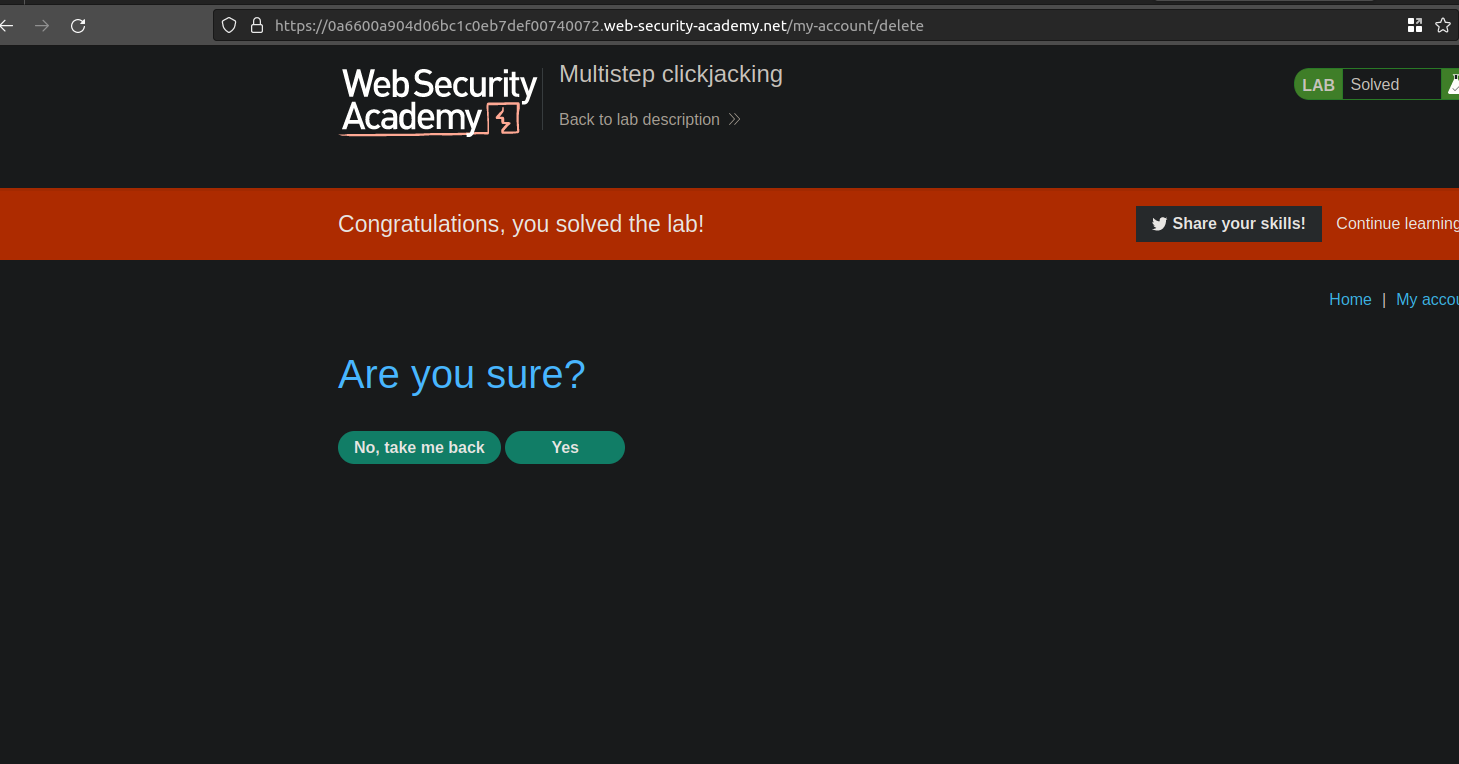 https://0a6600a904d06bc1c0eb7def00740072.web-security-academy.net/my-account/delete
Web Security
Academy
Multistep clickjacking
Back to lab description
LAB Solved
Congratulations, you solved the lab!
Share your skills! Continue learning
Home | My accou
Are you sure?
No, take me back Yes